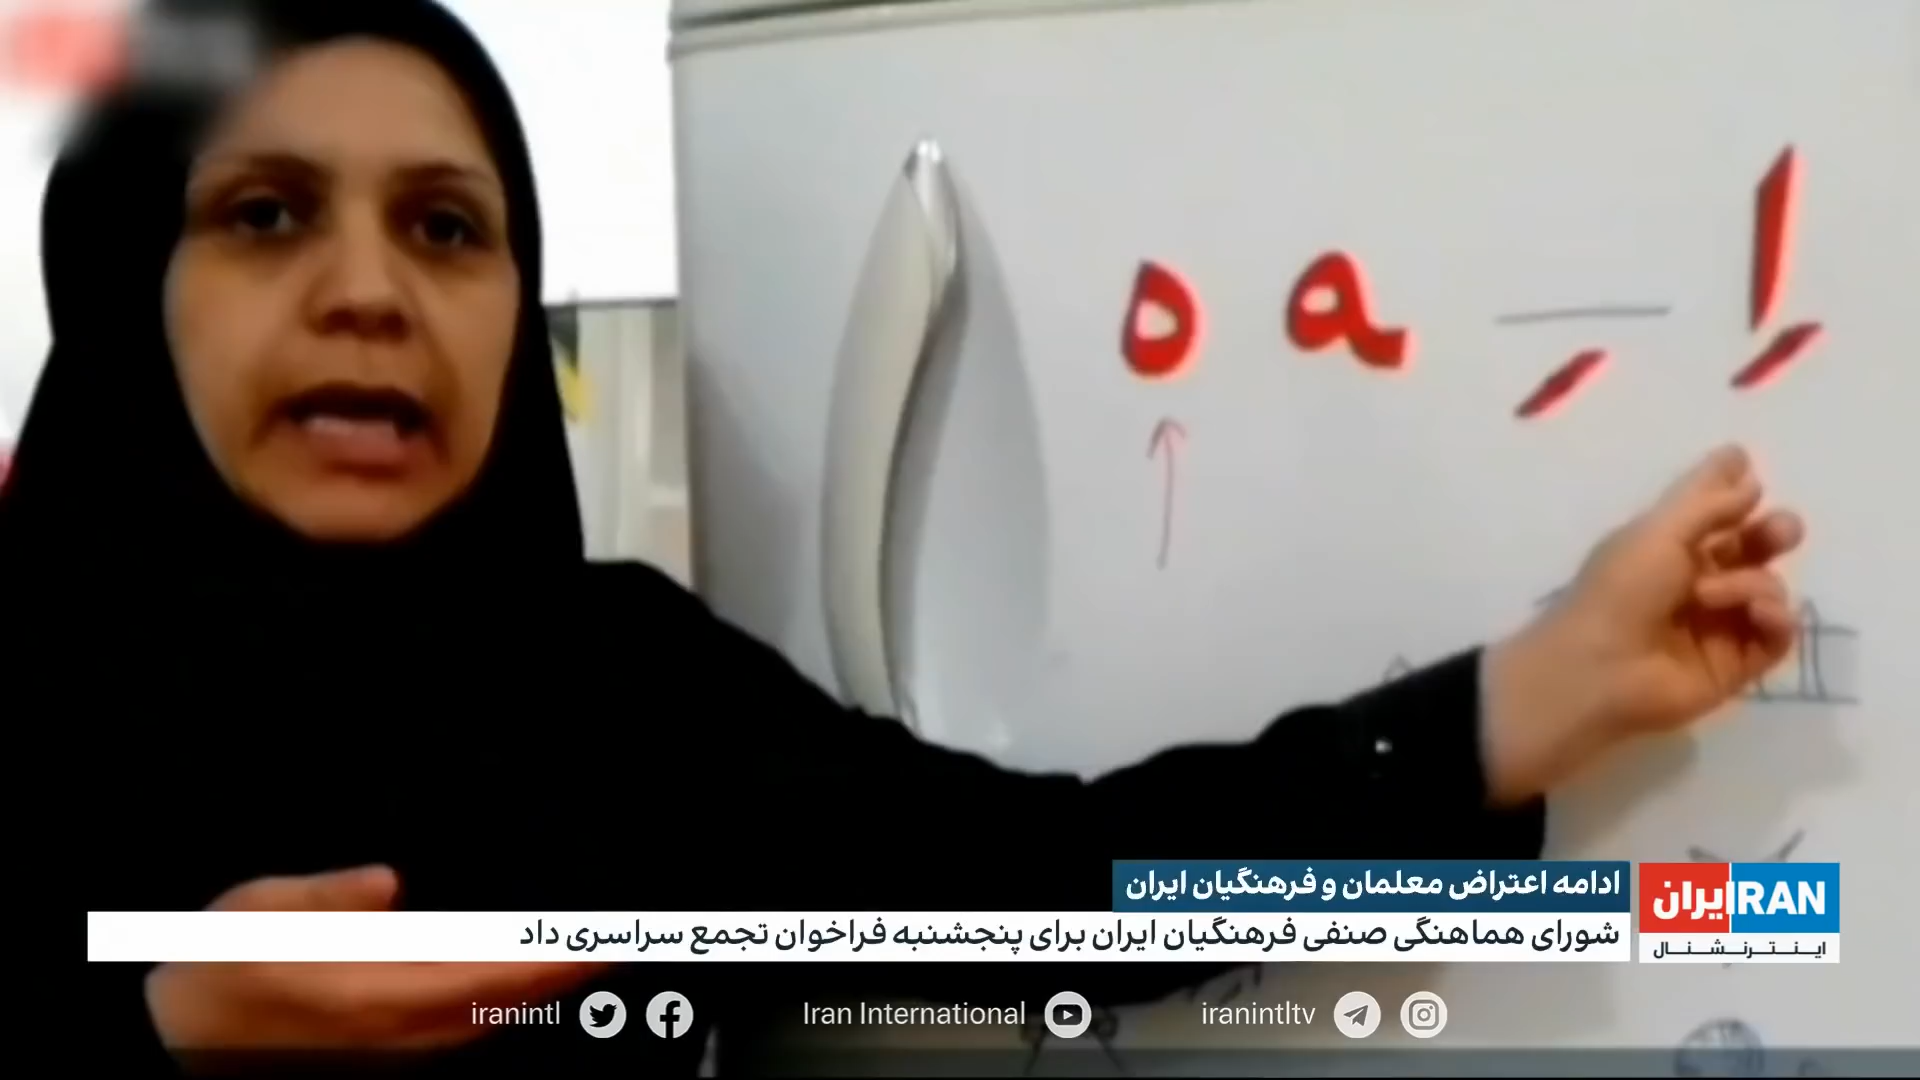 اِ ـِ ـه ه
ادامه اعتراض معلمان و فرهنگیان ایران
شورای هماهنگی صنفی فرهنگیان ایران برای پنجشنبه فراخوان تجمع سراسری داد
ایران IRAN
اینترنشنال
iranintl
Iran International
iranintltv